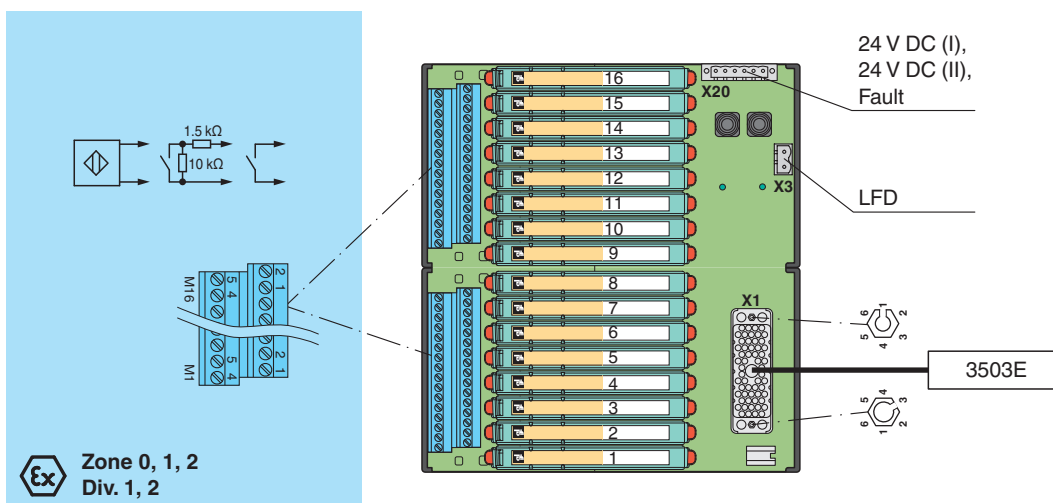 24 V DC (I),
24 V DC (II),
Fault
X20
16
15
14
13
12
11
10
9
X3
LFD
1.5 kΩ
10 kΩ
M16
5 4
2 1
5 4
2 1
M1
8
7
6
5
4
3
2
1
X1
1
2
3
4
5
6
3503E
4
3
2
1
6
5
Ex
Zone 0, 1, 2
Div. 1, 2